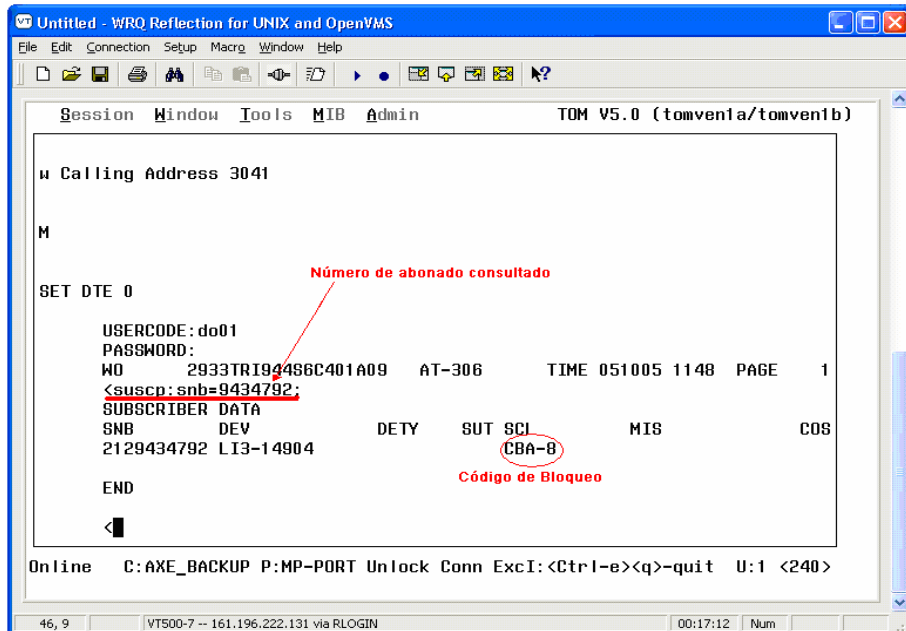 Untitled - WRQ Reflection for UNIX and OpenVMS
File Edit Connection Setup Macro Window Help
Session Window Tools MIB Admin TOM V5.0 (tomven1a/tomven1b)
w Calling Address 3041
M
Número de abonado consultado
SET DTE 0
USERCODE:do01
PASSWORD:
WO 2933TRI944S6C401A09 AT-306 TIME 051005 1148 PAGE 1
<suscp:snb=9434792;
SUBSCRIBER DATA
SNB DEV DETY SUT SCL MIS COS
2129434792 LI3-14904 CBA-8
Código de Bloqueo
END
<
Online C:AXE_BACKUP P:MP-PORT Unlock Conn ExcI:<Ctrl-e><q>-quit U:1 <240>
46, 9 VT500-7 -- 161.196.222.131 via RLOGIN 00:17:12 Num